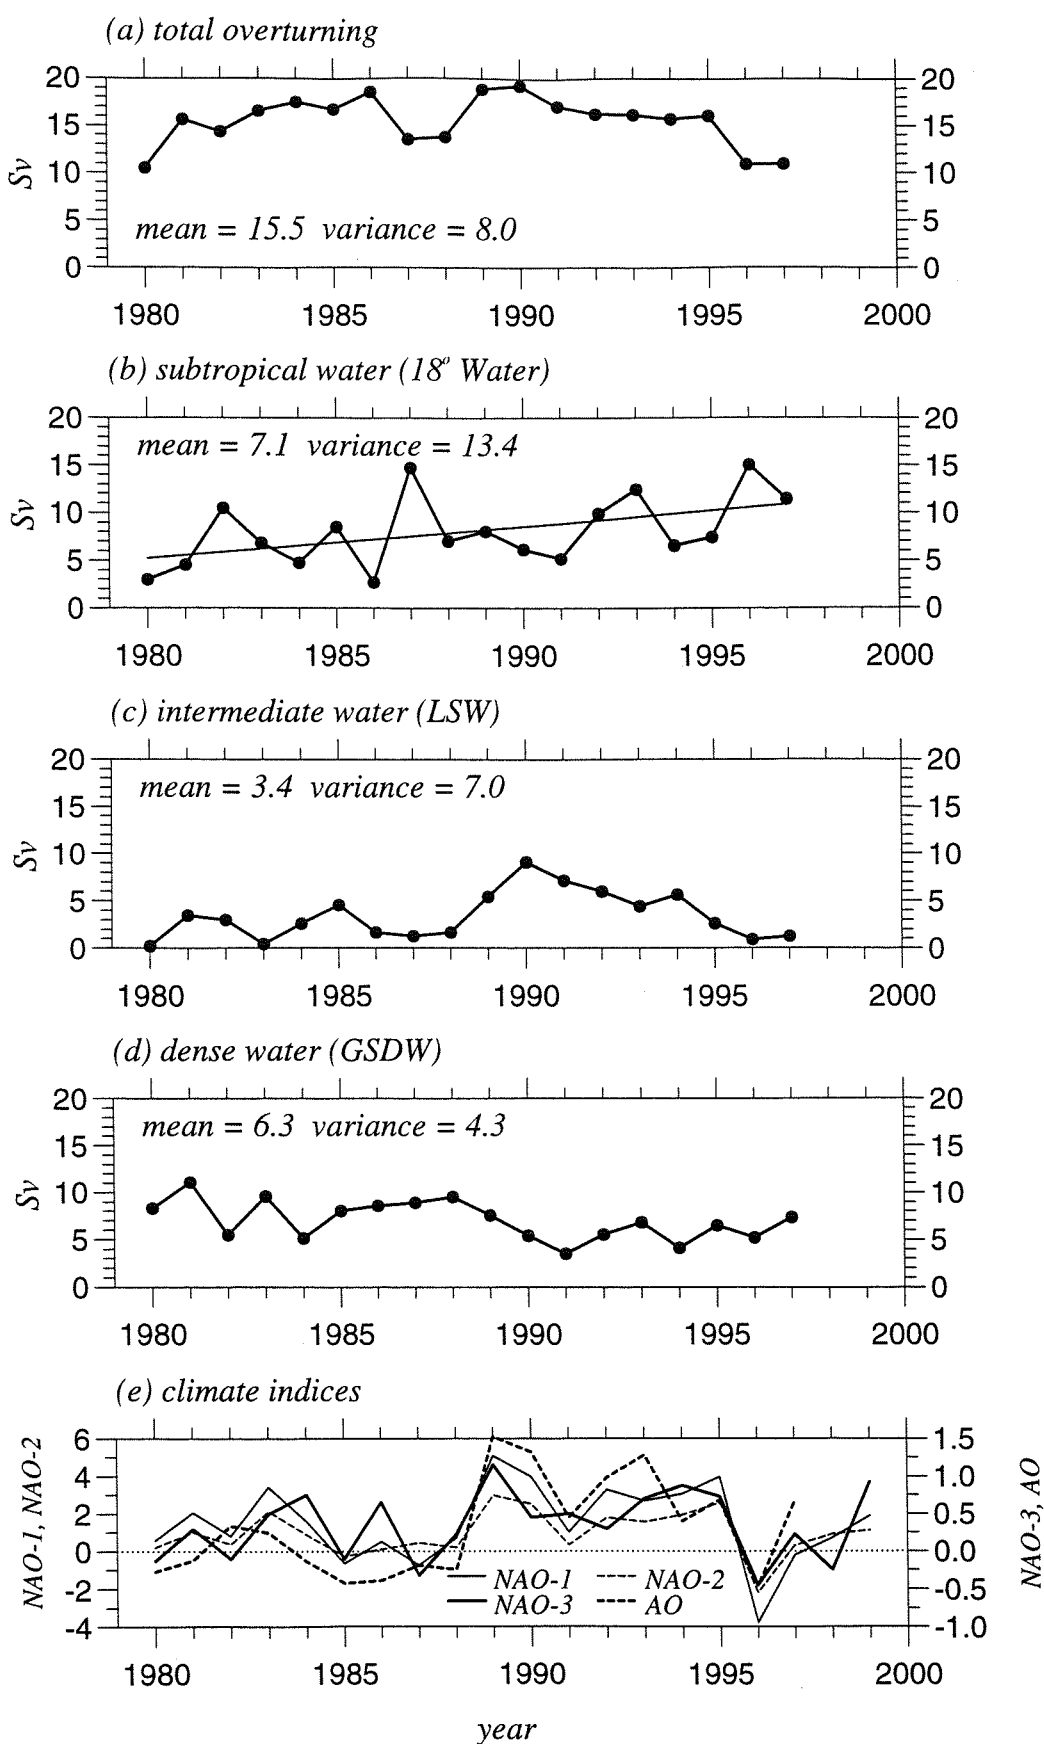 (a) total overturning
20 20
15 15
Sv 10 10
5 5
mean = 15.5 variance = 8.0
0 0
1980 1985 1990 1995 2000
(b) subtropical water (18° Water)
20 20
mean = 7.1 variance = 13.4
15 15
Sv 10 10
5 5
0 0
1980 1985 1990 1995 2000
(c) intermediate water (LSW)
20 20
mean = 3.4 variance = 7.0
15 15
Sv 10 10
5 5
0 0
1980 1985 1990 1995 2000
(d) dense water (GSDW)
20 20
mean = 6.3 variance = 4.3
15 15
Sv 10 10
5 5
0 0
1980 1985 1990 1995 2000
(e) climate indices
NAO-1, NAO-2
6 1.5
4 1.0
2 0.5
0 0.0
-2 -0.5
-4 -1.0
NAO-3, AO
NAO-1 NAO-2
NAO-3 AO
1980 1985 1990 1995 2000
year